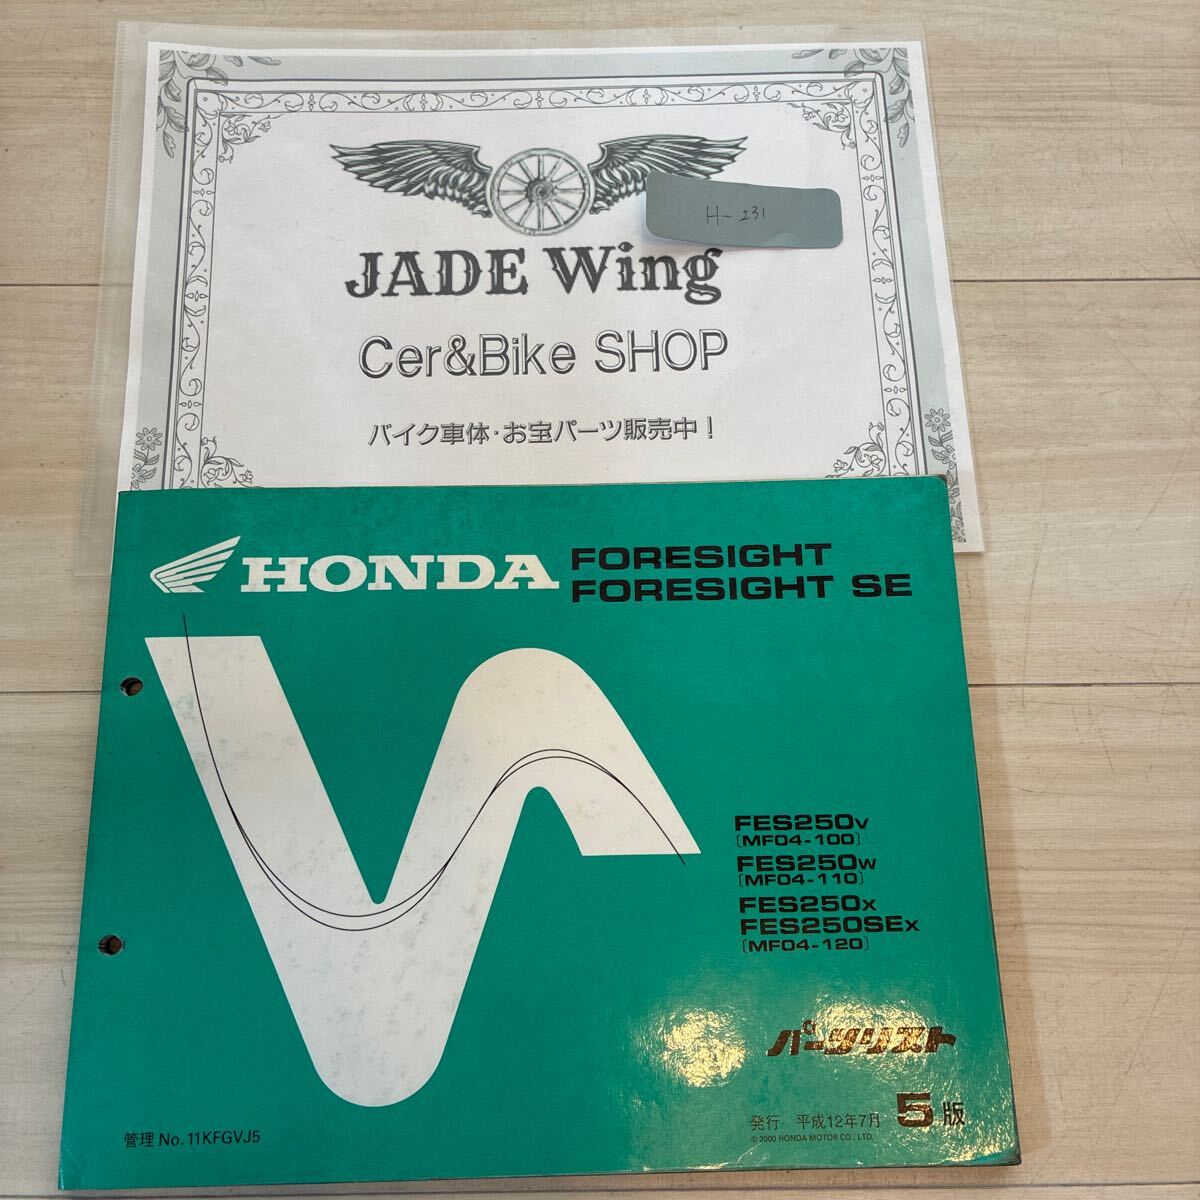 H-231
JADE Wing
Cer&Bike SHOP
バイク車体・お宝パーツ販売中!
HONDA
FORESIGHT
FORESIGHT SE
FES250V
〔MF04-100〕
FES250W
〔MF04-110〕
FES250X
FES250SEX
〔MF04-120〕
パーツリスト
発行 平成12年7月 5版
© 2000 HONDA MOTOR CO., LTD.
管理 No. 11KFGVJ5